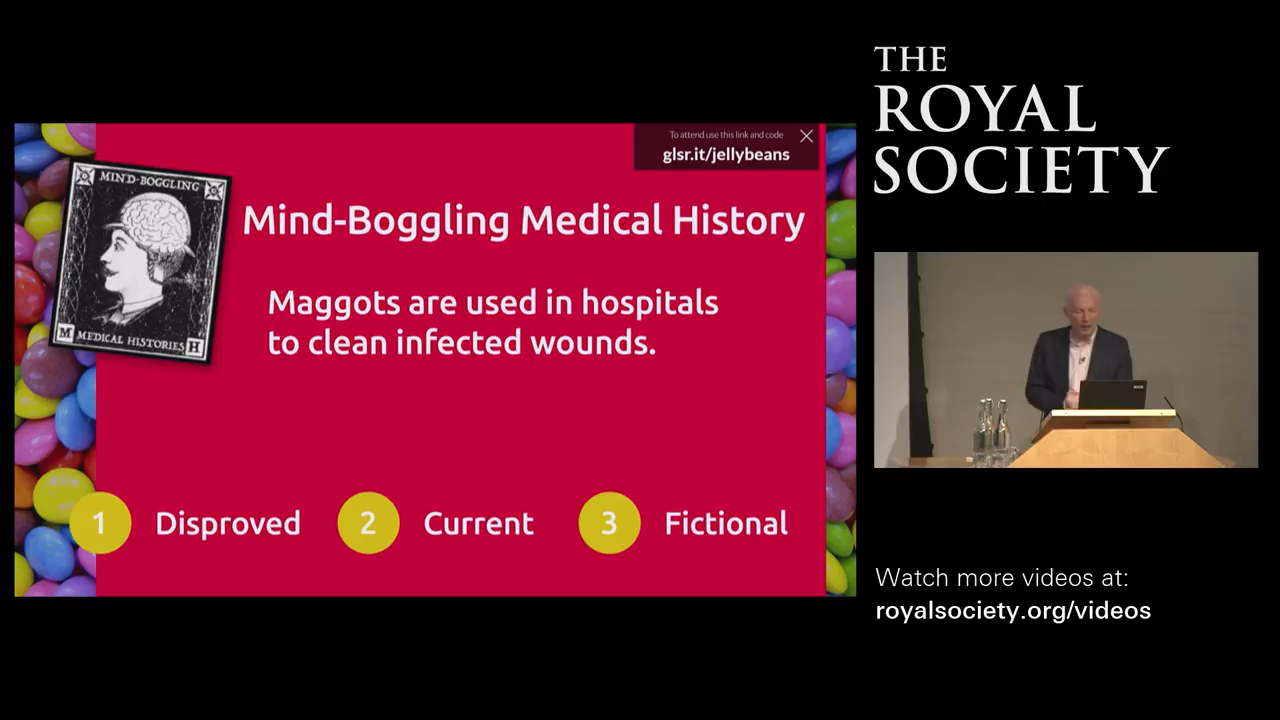 To attend use this link and code
glsr.it/jellybeans
MIND-BOGGLING
MEDICAL HISTORIES
M
H
Mind-Boggling Medical History
Maggots are used in hospitals
to clean infected wounds.
1 Disproved
2 Current
3 Fictional
THE
ROYAL
SOCIETY
Watch more videos at:
royalsociety.org/videos